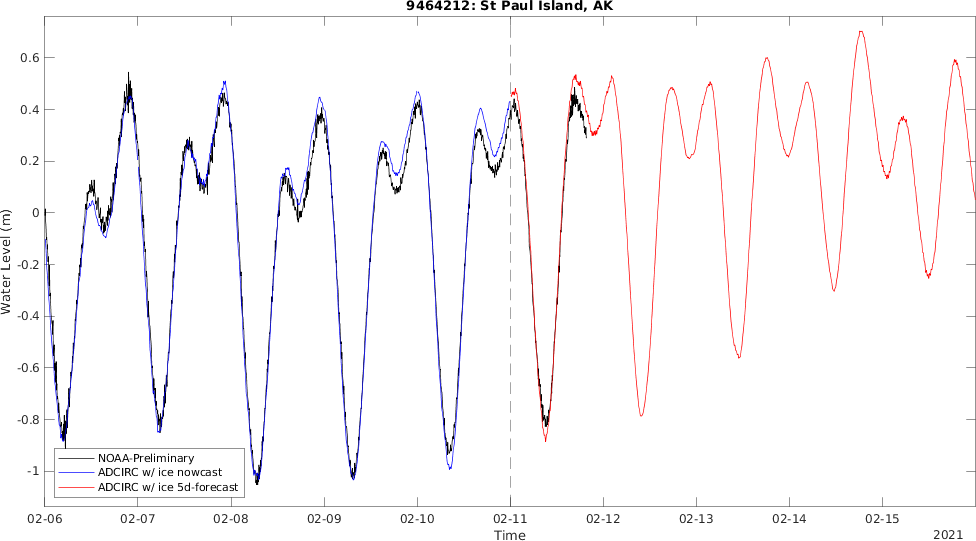 9464212: St Paul Island, AK
Water Level (m)
0.6
0.4
0.2
0
-0.2
-0.4
-0.6
-0.8
-1
NOAA-Preliminary
ADCIRC w/ ice nowcast
ADCIRC w/ ice 5d-forecast
02-06 02-07 02-08 02-09 02-10 02-11 02-12 02-13 02-14 02-15
Time
2021